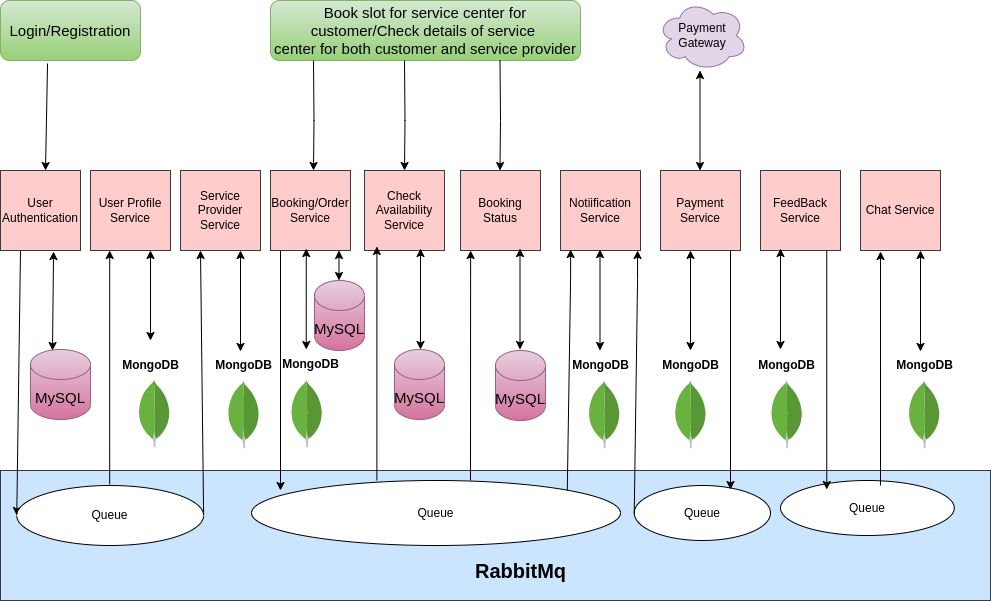 Login/Registration
Book slot for service center for
customer/Check details of service
center for both customer and service provider
Payment
Gateway
User
Authentication
User Profile
Service
Service
Provider
Service
Booking/Order
Service
Check
Availability
Service
Booking
Status
Notiification
Service
Payment
Service
FeedBack
Service
Chat Service
MySQL
MongoDB
MongoDB
MongoDB
MongoDB
MongoDB
MongoDB
MongoDB
MySQL
MySQL
MySQL
Queue
Queue
Queue
Queue
RabbitMq